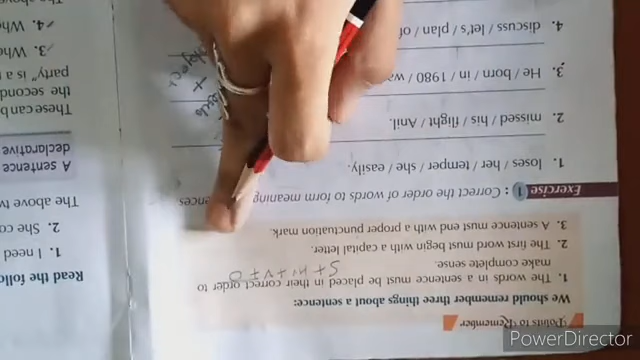 Points to Remember
We should remember three things about a sentence:
1. The words in a sentence must be placed in their correct order to
make complete sense.
S + H.V + V + O
2. The first word must begin with a capital letter.
3. A sentence must end with a proper punctuation mark.
Exercise 1 : Correct the order of words to form meaning
1. loses / her / temper / she / easily.
2. missed / his / flight / Anil.
3. He / born / in / 1980 /
4. discuss / let's / plan / of
Read the follo
1. I need
2. She co
The above tw
A sentence
declarative
These can b
the second
party" is a
3. Who
4. Who
PowerDirector